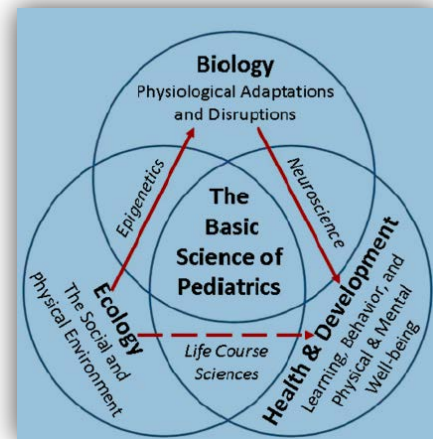 Biology
Physiological Adaptations
and Disruptions
Epigenetics
Neuroscience
The
Basic
Science of
Pediatrics
Ecology
The Social and
Physical Environment
Life Course
Sciences
Health & Development
Learning, Behavior, and
Physical & Mental
Well-being